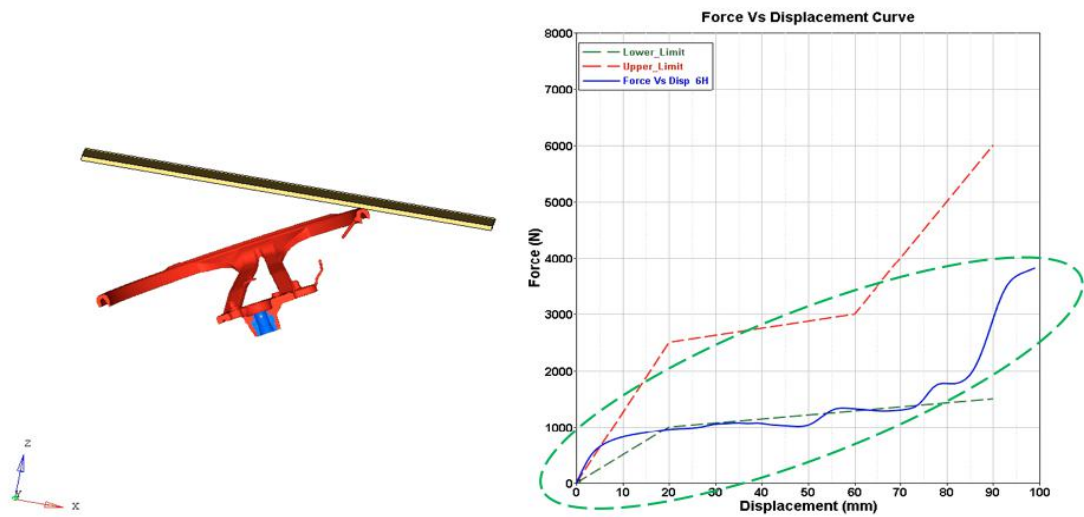 Force Vs Displacement Curve
Lower_Limit
Upper_Limit
Force Vs Disp 6H
Force (N)
8000
7000
6000
5000
4000
3000
2000
1000
0
0 10 20 30 40 50 60 70 80 90 100
Displacement (mm)
Z
Y
X